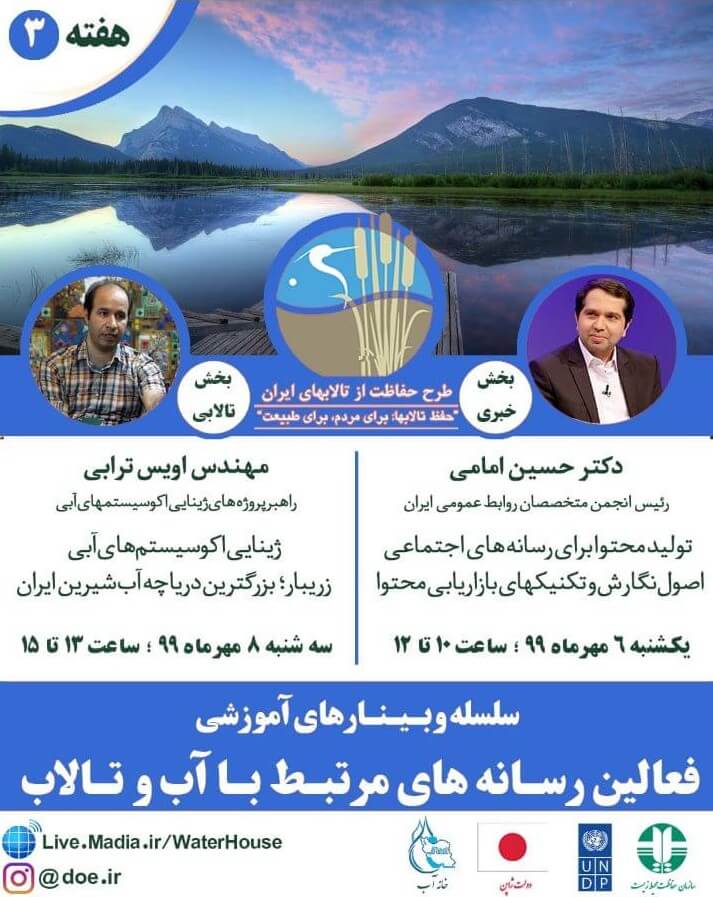 هفته ۳
بخش
خبری
بخش
تالابی
طرح حفاظت از تالابهای ایران
"حفظ تالابها: برای مردم، برای طبیعت"
دکتر حسین امامی
رئیس انجمن متخصصان روابط عمومی ایران
تولید محتوا برای رسانه های اجتماعی
اصول نگارش و تکنیکهای بازاریابی محتوا
یکشنبه ۶ مهرماه ۹۹ ؛ ساعت ۱۰ تا ۱۲
مهندس اویس ترابی
راهبر پروژه های ژینایی اکوسیستمهای آبی
ژینایی اکوسیستم های آبی
زریبار؛ بزرگترین دریاچه آب شیرین ایران
سه شنبه ۸ مهرماه ۹۹ ؛ ساعت ۱۳ تا ۱۵
سلسله وبینارهای آموزشی
فعالین رسانه های مرتبط با آب و تالاب
Live.Madia.ir/WaterHouse
@doe.ir
خانه آب
دولت ژاپن
U N
D P
سازمان حفاظت محیط زیست